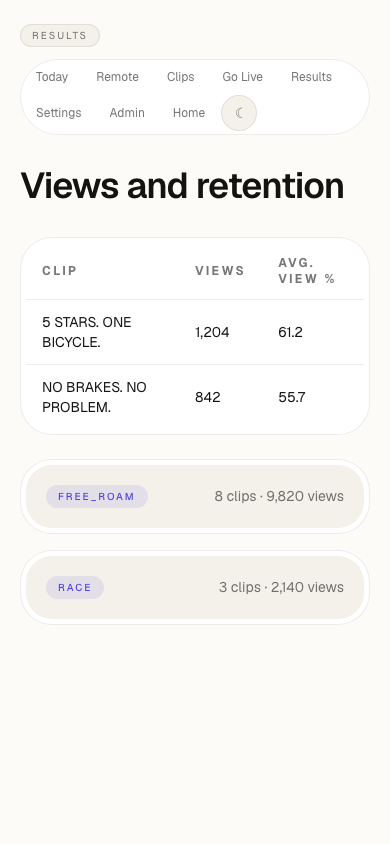 RESULTS
Today Remote Clips Go Live Results
Settings Admin Home
Views and retention
CLIP VIEWS AVG. VIEW %
5 STARS. ONE BICYCLE. 1,204 61.2
NO BRAKES. NO PROBLEM. 842 55.7
FREE_ROAM 8 clips · 9,820 views
RACE 3 clips · 2,140 views